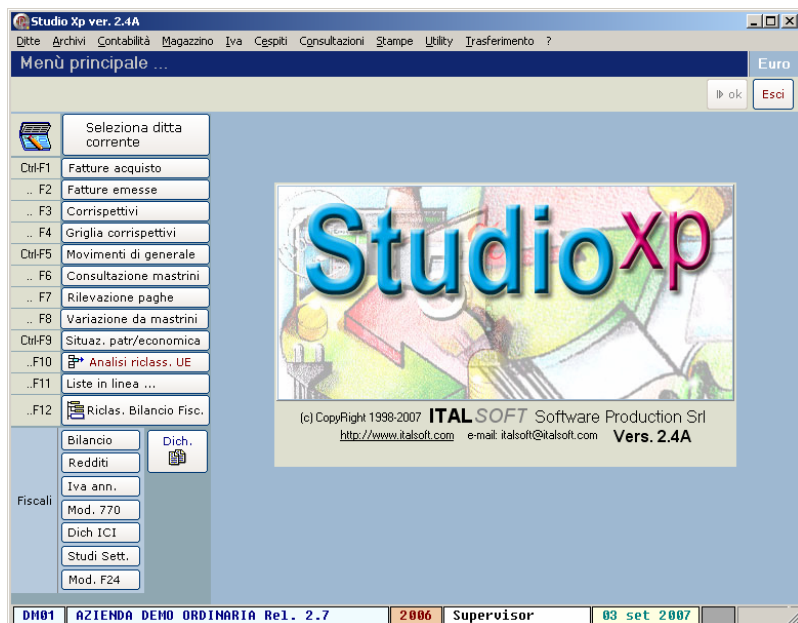 Studio Xp ver. 2.4A
Ditte Archivi Contabilità Magazzino Iva Cespiti Consultazioni Stampe Utility Trasferimento ?
Menù principale ...
Euro
ok
Esci
Seleziona ditta
corrente
Ctrl-F1 Fatture acquisto
.. F2 Fatture emesse
.. F3 Corrispettivi
.. F4 Griglia corrispettivi
Ctrl-F5 Movimenti di generale
.. F6 Consultazione mastrini
.. F7 Rilevazione paghe
.. F8 Variazione da mastrini
Ctrl-F9 Situaz. patr/economica
..F10 Analisi riclass. UE
..F11 Liste in linea ...
..F12 Riclas. Bilancio Fisc.
Fiscali
Bilancio
Redditi
Iva ann.
Mod. 770
Dich ICI
Studi Sett.
Mod. F24
Dich.
Studio xp
(c) CopyRight 1998-2007 ITALSOFT Software Production Srl
http://www.italsoft.com e-mail: italsoft@italsoft.com Vers. 2.4A
DM01 AZIENDA DEMO ORDINARIA Rel. 2.7 2006 Supervisor 03 set 2007